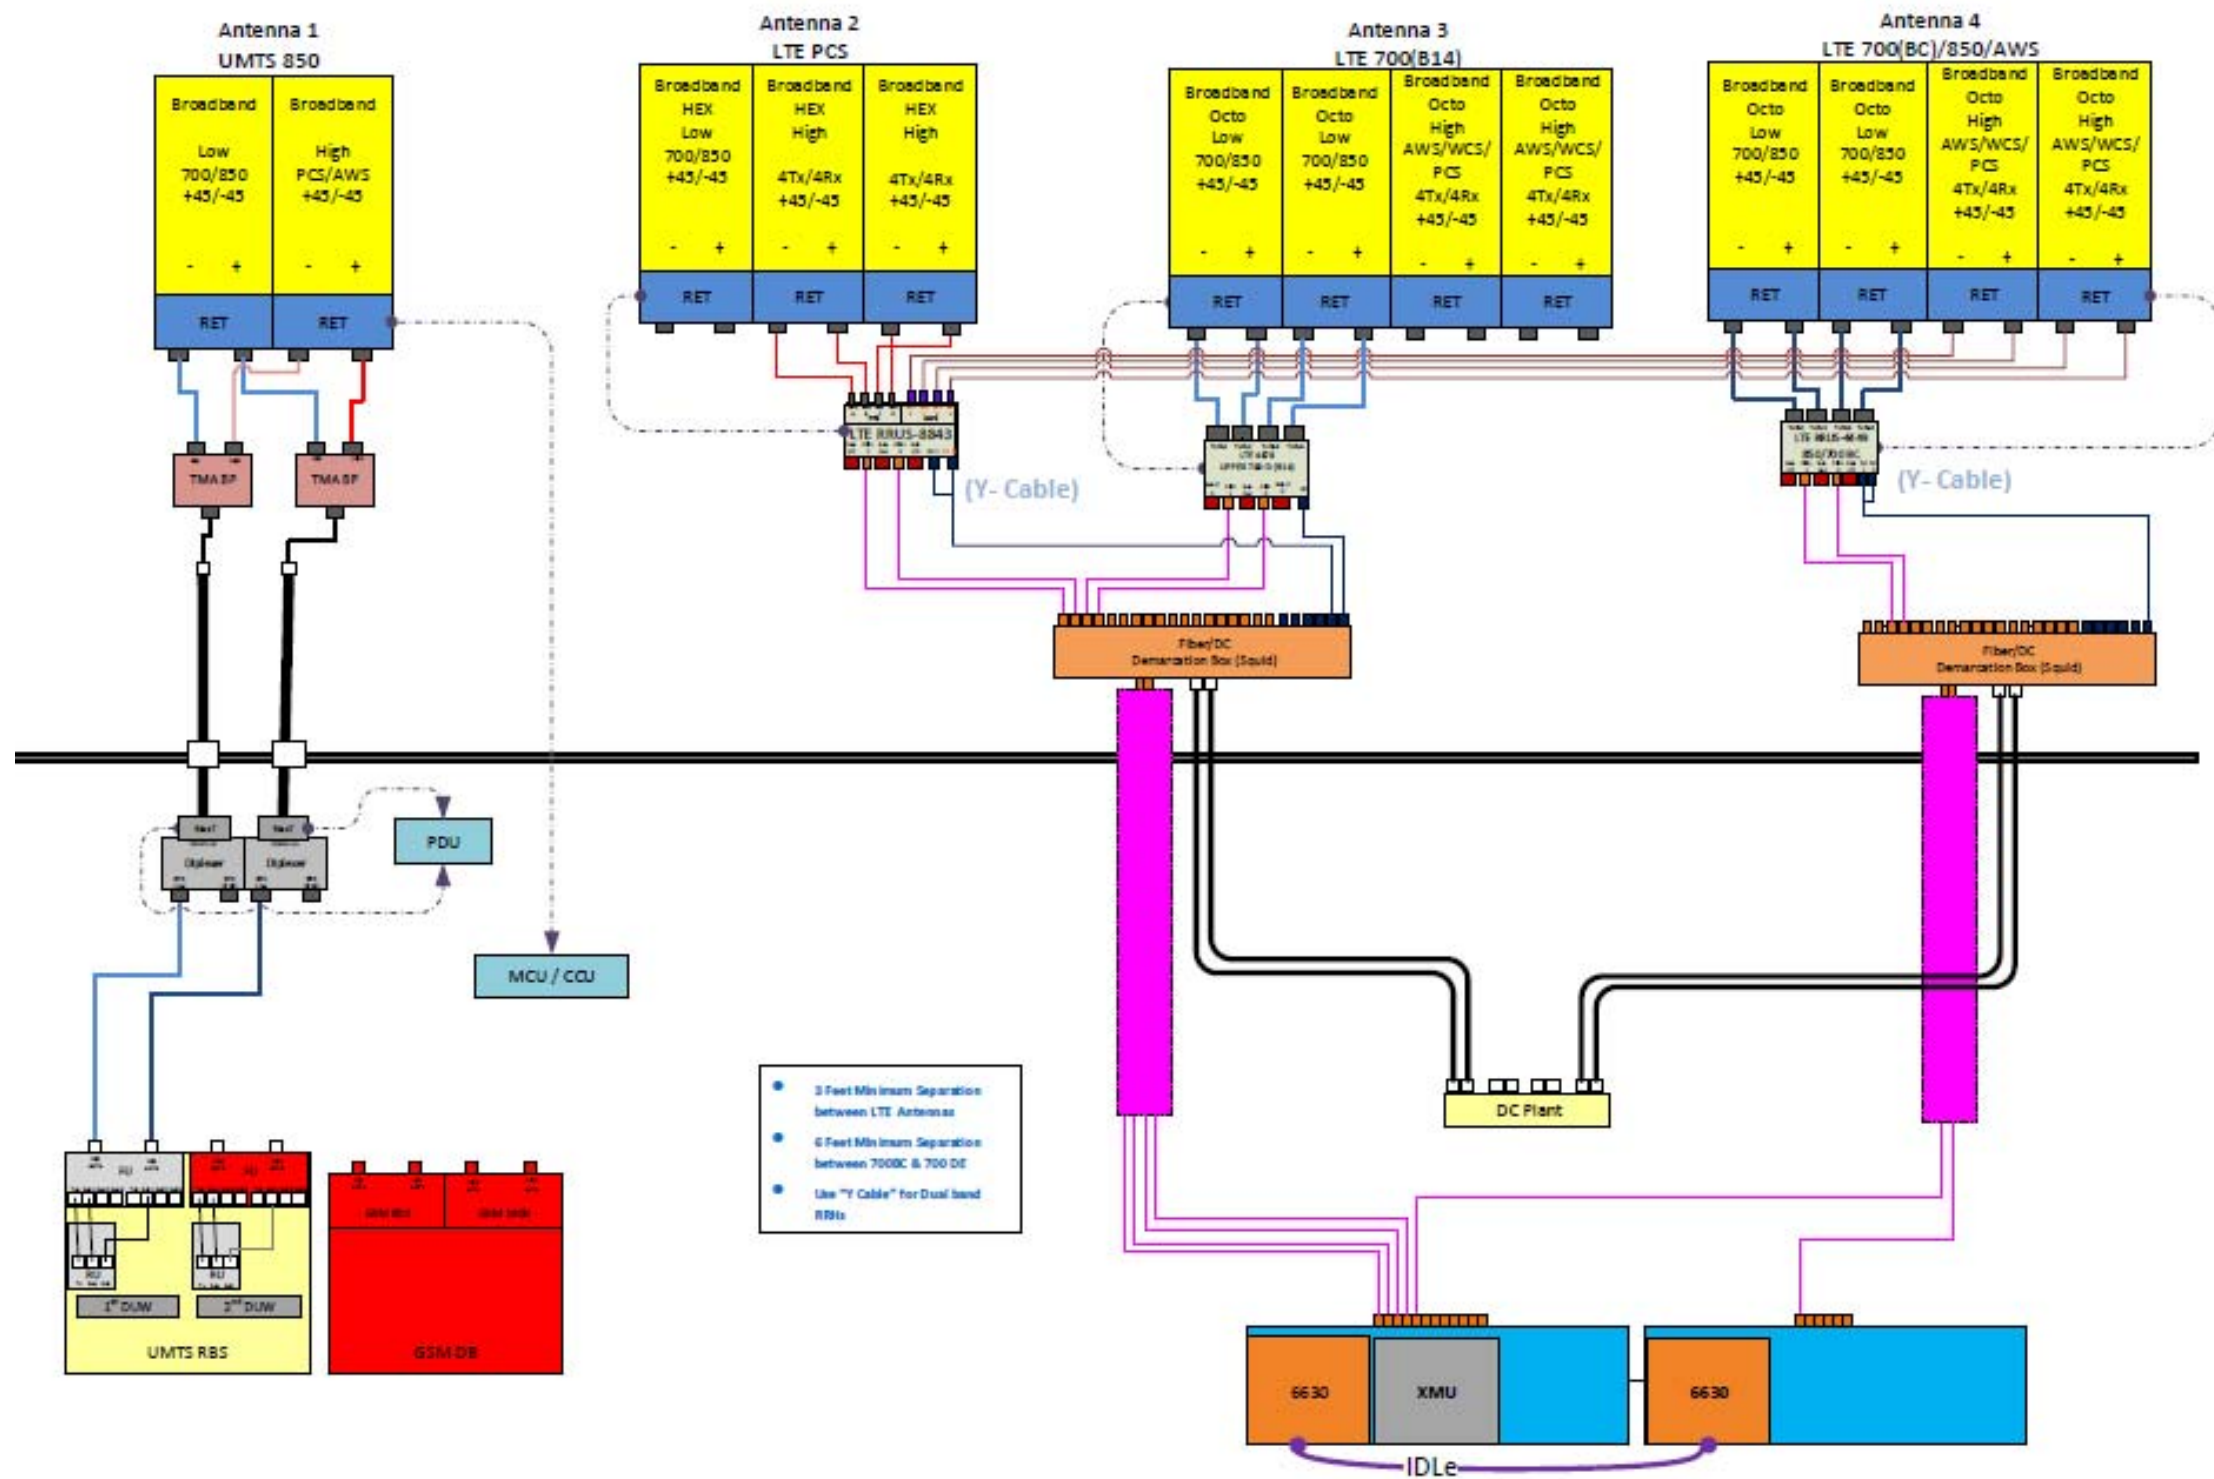 Antenna 1
UMTS 850
Antenna 2
LTE PCS
Antenna 3
LTE 700(B14)
Antenna 4
LTE 700(BC)/850/AWS
Broadband
Low
700/850
+45/-45
- +
Broadband
High
PCS/AWS
+45/-45
- +
Broadband
HEX
Low
700/850
+45/-45
- +
Broadband
HEX
High
4Tx/4Rx
+45/-45
- +
Broadband
HEX
High
4Tx/4Rx
+45/-45
- +
Broadband
Octo
Low
700/850
+45/-45
- +
Broadband
Octo
Low
700/850
+45/-45
- +
Broadband
Octo
High
AWS/WCS/
PCS
4Tx/4Rx
+45/-45
- +
Broadband
Octo
High
AWS/WCS/
PCS
4Tx/4Rx
+45/-45
- +
Broadband
Octo
Low
700/850
+45/-45
- +
Broadband
Octo
Low
700/850
+45/-45
- +
Broadband
Octo
High
AWS/WCS/
PCS
4Tx/4Rx
+45/-45
- +
Broadband
Octo
High
AWS/WCS/
PCS
4Tx/4Rx
+45/-45
- +
RET
RET
RET
RET
RET
RET
RET
RET
RET
RET
RET
RET
RET
TMA BP
TMA BP
LTE RRUS-8843
(Y- Cable)
850/700 BC
(Y- Cable)
Fiber/DC
Demarcation Box (Squid)
Fiber/DC
Demarcation Box (Squid)
BiasT
BiasT
Diplexer
Diplexer
PDU
MCU / CCU
3 Feet Minimum Separation
between LTE Antennas
6 Feet Minimum Separation
between 700BC & 700 DE
Use "Y Cable" for Dual band
RRHs
DC Plant
RU
RU
RU
RU
1st DUW
2nd DUW
UMTS RBS
GSM DB
6630
XMU
6630
IDLe